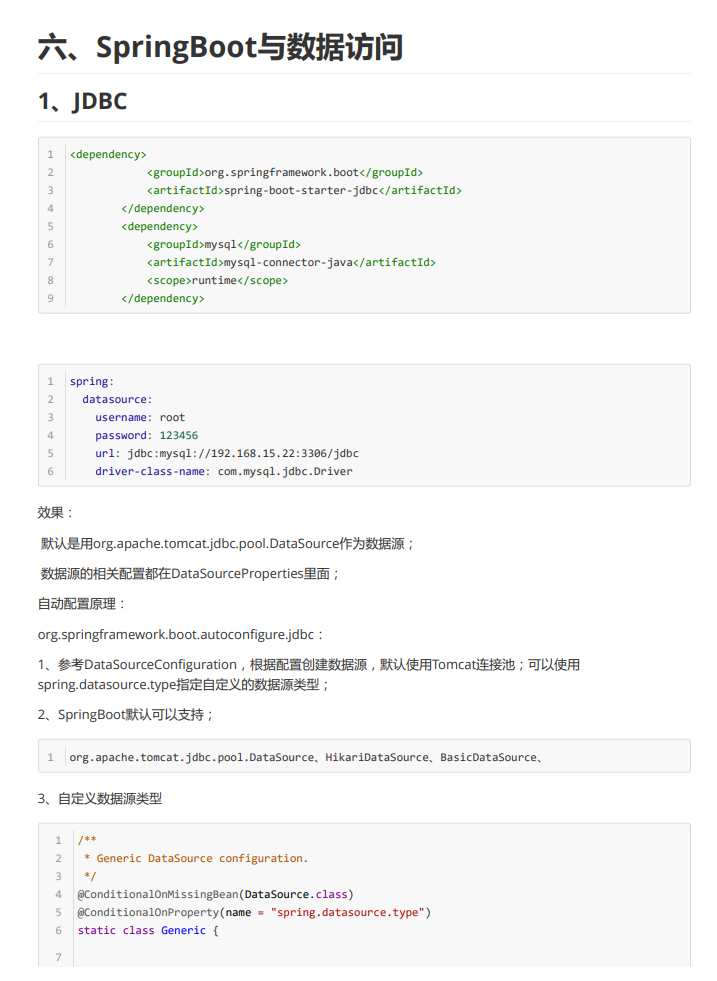 六、SpringBoot与数据访问
1、JDBC
1 <dependency>
2 <groupId>org.springframework.boot</groupId>
3 <artifactId>spring-boot-starter-jdbc</artifactId>
4 </dependency>
5 <dependency>
6 <groupId>mysql</groupId>
7 <artifactId>mysql-connector-java</artifactId>
8 <scope>runtime</scope>
9 </dependency>
1 spring:
2 datasource:
3 username: root
4 password: 123456
5 url: jdbc:mysql://192.168.15.22:3306/jdbc
6 driver-class-name: com.mysql.jdbc.Driver
效果：
默认是用org.apache.tomcat.jdbc.pool.DataSource作为数据源；
数据源的相关配置都在DataSourceProperties里面；
自动配置原理：
org.springframework.boot.autoconfigure.jdbc：
1、参考DataSourceConfiguration，根据配置创建数据源，默认使用Tomcat连接池；可以使用
spring.datasource.type指定自定义的数据源类型；
2、SpringBoot默认可以支持；
1 org.apache.tomcat.jdbc.pool.DataSource、HikariDataSource、BasicDataSource、
3、自定义数据源类型
1 /**
2 * Generic DataSource configuration.
3 */
4 @ConditionalOnMissingBean(DataSource.class)
5 @ConditionalOnProperty(name = "spring.datasource.type")
6 static class Generic {
7